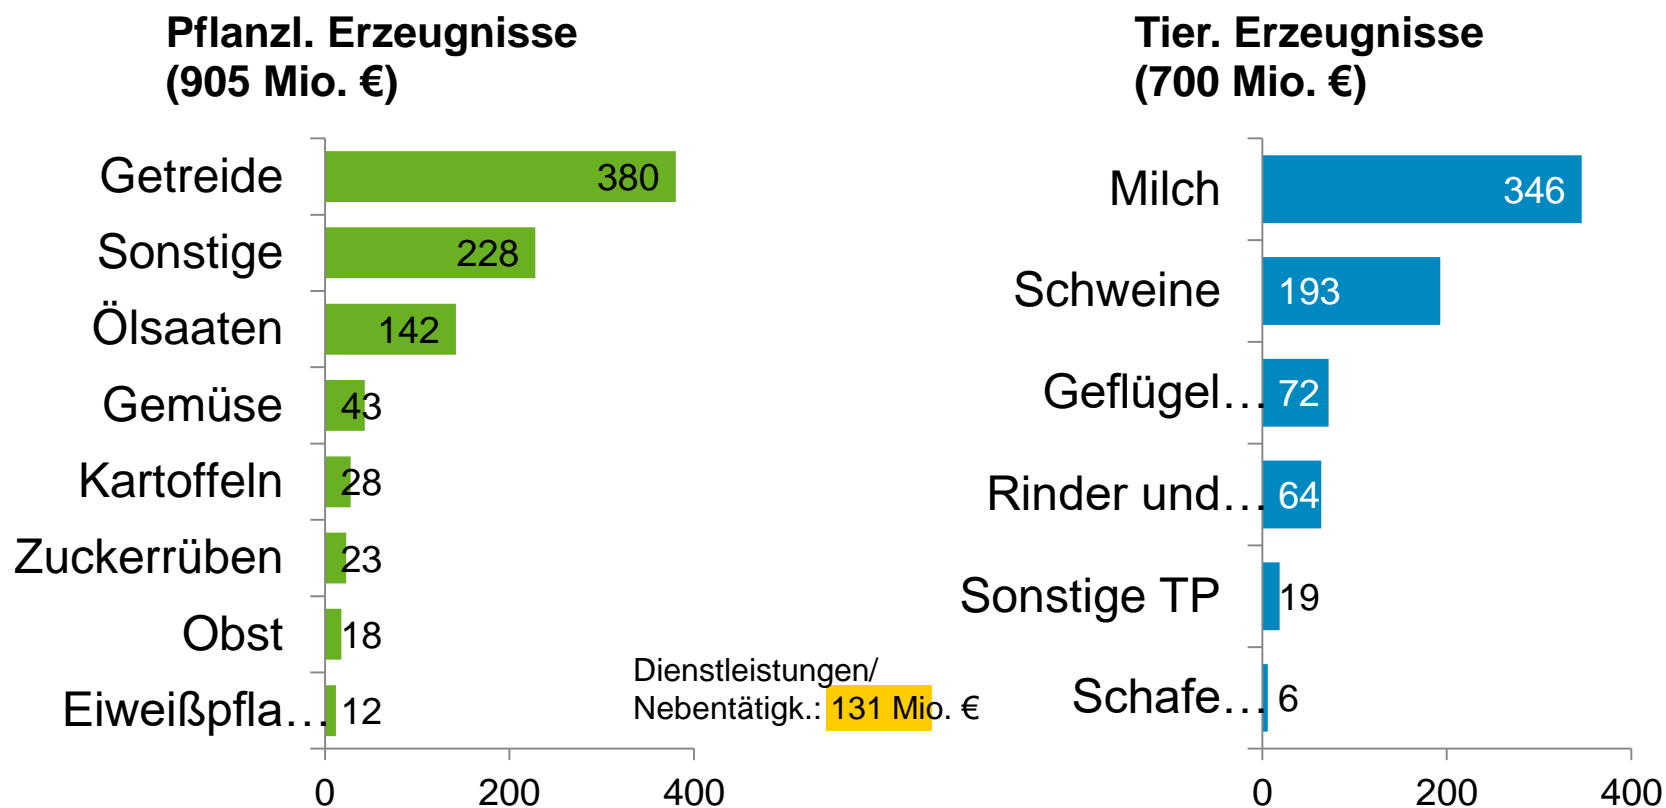 Pflanzl. Erzeugnisse
(905 Mio. €)
Getreide 380
Sonstige 228
Ölsaaten 142
Gemüse 43
Kartoffeln 28
Zuckerrüben 23
Obst 18
Eiweißpfla… 12
0 200 400
Dienstleistungen/
Nebentätigk.: 131 Mio. €
Tier. Erzeugnisse
(700 Mio. €)
Milch 346
Schweine 193
Geflügel… 72
Rinder und… 64
Sonstige TP 19
Schafe… 6
0 200 400